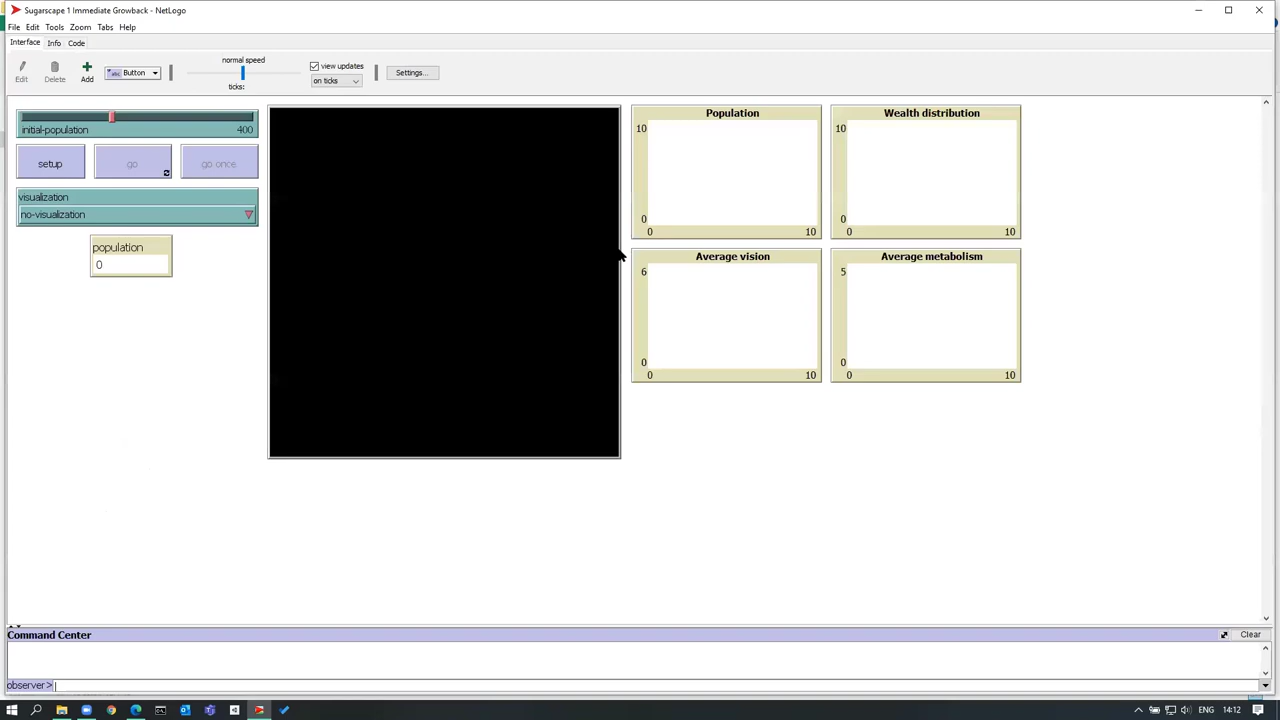 Sugarscape 1 Immediate Growback - NetLogo
File Edit Tools Zoom Tabs Help
Interface Info Code
Edit Delete Add abc Button normal speed ticks: view updates on ticks Settings...
initial-population 400
setup go go once
visualization
no-visualization
population
0
Population
10
0
0 10
Wealth distribution
10
0
0 10
Average vision
6
0
0 10
Average metabolism
5
0
0 10
Command Center Clear
observer>
ENG 14:12